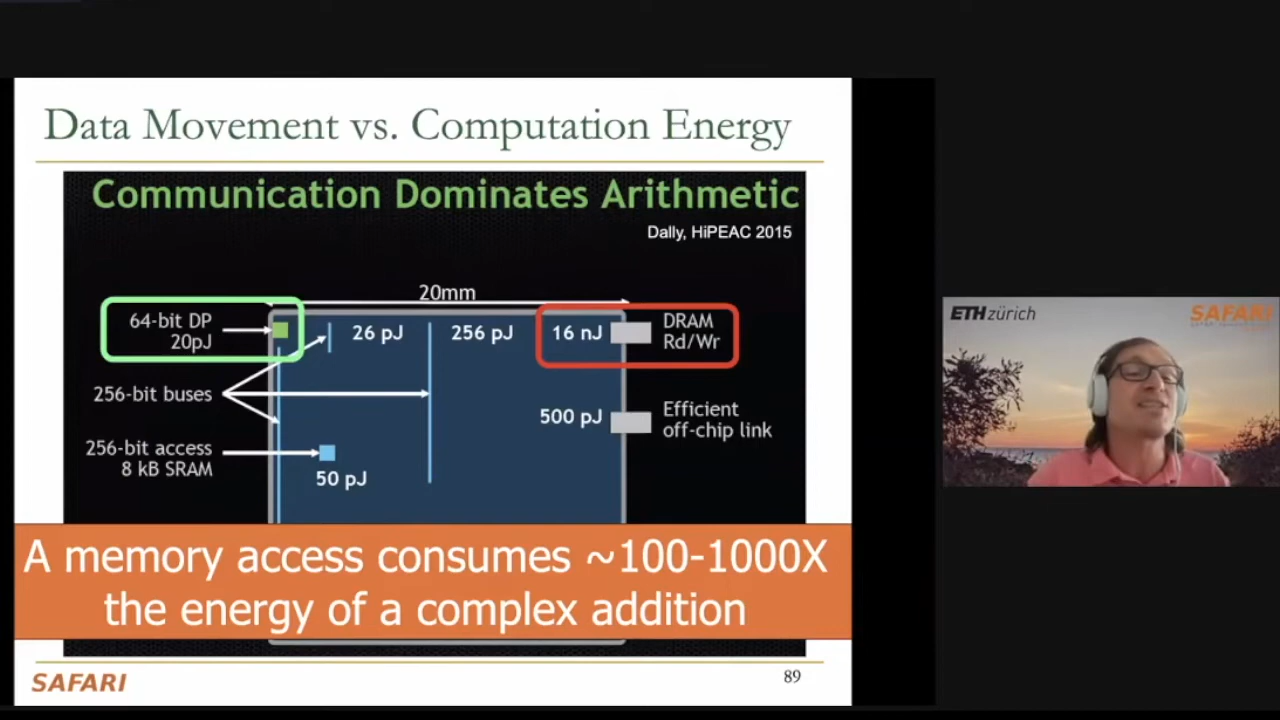 Data Movement vs. Computation Energy
Communication Dominates Arithmetic
Dally, HiPEAC 2015
20mm
64-bit DP
20pJ
26 pJ
256 pJ
16 nJ
DRAM
Rd/Wr
256-bit buses
500 pJ
Efficient
off-chip link
256-bit access
8 kB SRAM
50 pJ
A memory access consumes ~100-1000X
the energy of a complex addition
SAFARI
89
ETH zürich
SAFARI